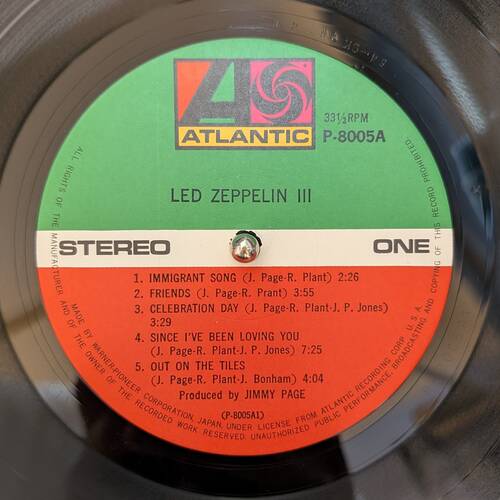 ATLANTIC
33⅓RPM
P-8005A
LED ZEPPELIN III
STEREO
ONE
1. IMMIGRANT SONG (J. Page-R. Plant) 2:26
2. FRIENDS (J. Page-R. Prant) 3:55
3. CELEBRATION DAY (J. Page-R. Plant-J. P. Jones)
3:29
4. SINCE I'VE BEEN LOVING YOU
(J. Page-R. Plant-J. P. Jones) 7:25
5. OUT ON THE TILES
(J. Page-R. Plant-J. Bonham) 4:04
Produced by JIMMY PAGE
(P-8005A1)
ALL RIGHTS OF THE MANUFACTURER AND OF THE OWNER OF THE RECORDED WORK RESERVED. UNAUTHORIZED PUBLIC PERFORMANCE, BROADCASTING AND COPYING OF THIS RECORD PROHIBITED
MADE BY WARNER-PIONEER CORPORATION, JAPAN, UNDER LICENSE FROM ATLANTIC RECORDING CORP. U.S.A.